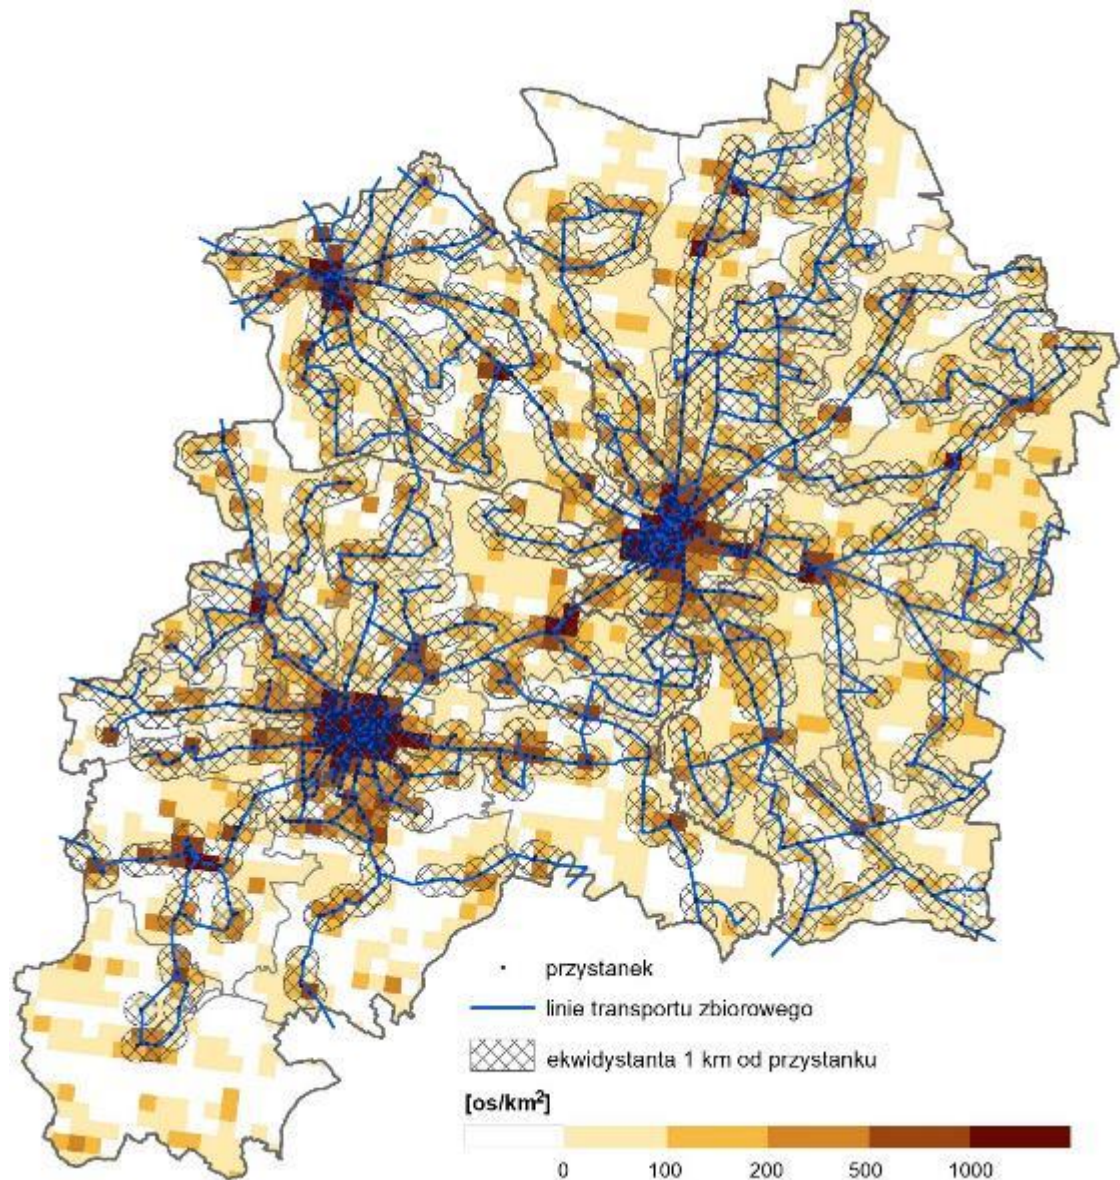 przystanek
linie transportu zbiorowego
ekwidystanta 1 km od przystanku
[os/km²]
0 100 200 500 1000